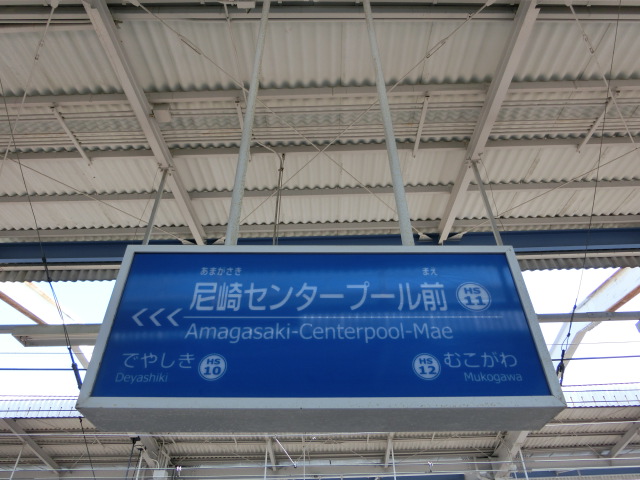 あまがさき まえ
尼崎センタープール前 HS 11
<<<
Amagasaki-Centerpool-Mae
でやしき HS 10 HS 12 むこがわ
Deyashiki Mukogawa